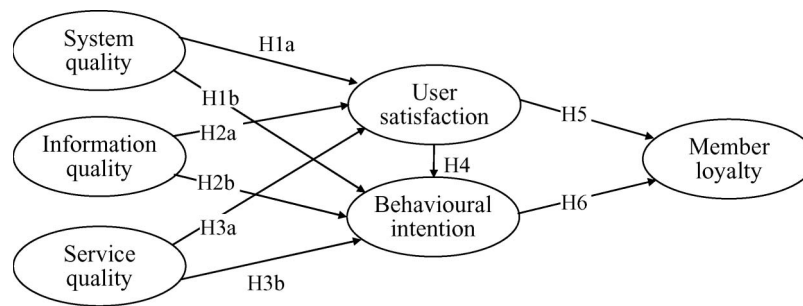 System
quality
H1a
H1b
User
satisfaction
H2a
Information
quality
H5
H2b
H4
Member
loyalty
H3a
Behavioural
intention
H6
Service
quality
H3b